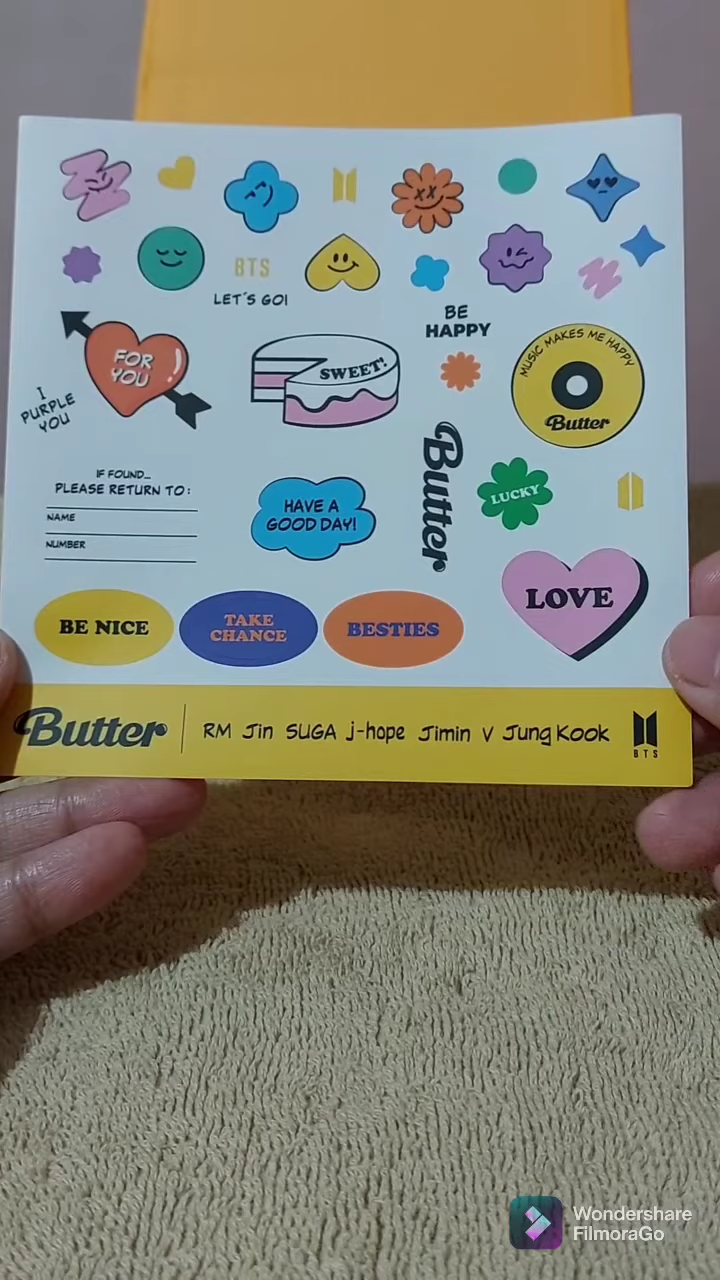 BTS
LET'S GO!
BE
HAPPY
FOR
YOU
I
PURPLE
YOU
SWEET!
MUSIC MAKES ME HAPPY
Butter
Butter
LUCKY
IF FOUND...
PLEASE RETURN TO:
NAME
NUMBER
HAVE A
GOOD DAY!
LOVE
BE NICE
TAKE
CHANCE
BESTIES
Butter
RM Jin SUGA j-hope Jimin V Jung Kook
BTS
Wondershare
FilmoraGo